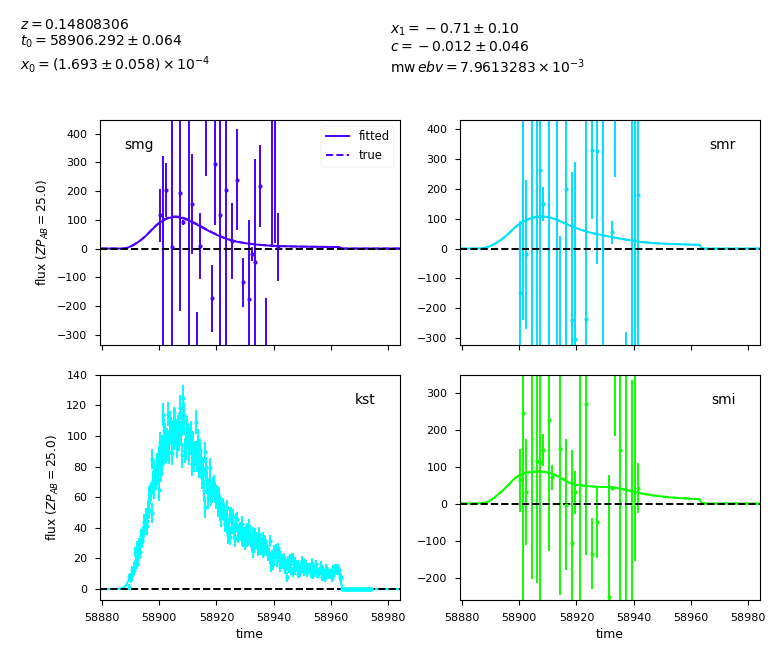 z = 0.14808306
t0 = 58906.292 ± 0.064
x0 = (1.693 ± 0.058) × 10⁻⁴
x1 = −0.71 ± 0.10
c = −0.012 ± 0.046
mw ebv = 7.9613283 × 10⁻³
400
300
200
100
0
−100
−200
−300
flux (ZP_AB = 25.0)
smg
fitted
true
400
300
200
100
0
−100
−200
−300
smr
140
120
100
80
60
40
20
0
flux (ZP_AB = 25.0)
kst
58880 58900 58920 58940 58960 58980
time
300
200
100
0
−100
−200
smi
58880 58900 58920 58940 58960 58980
time